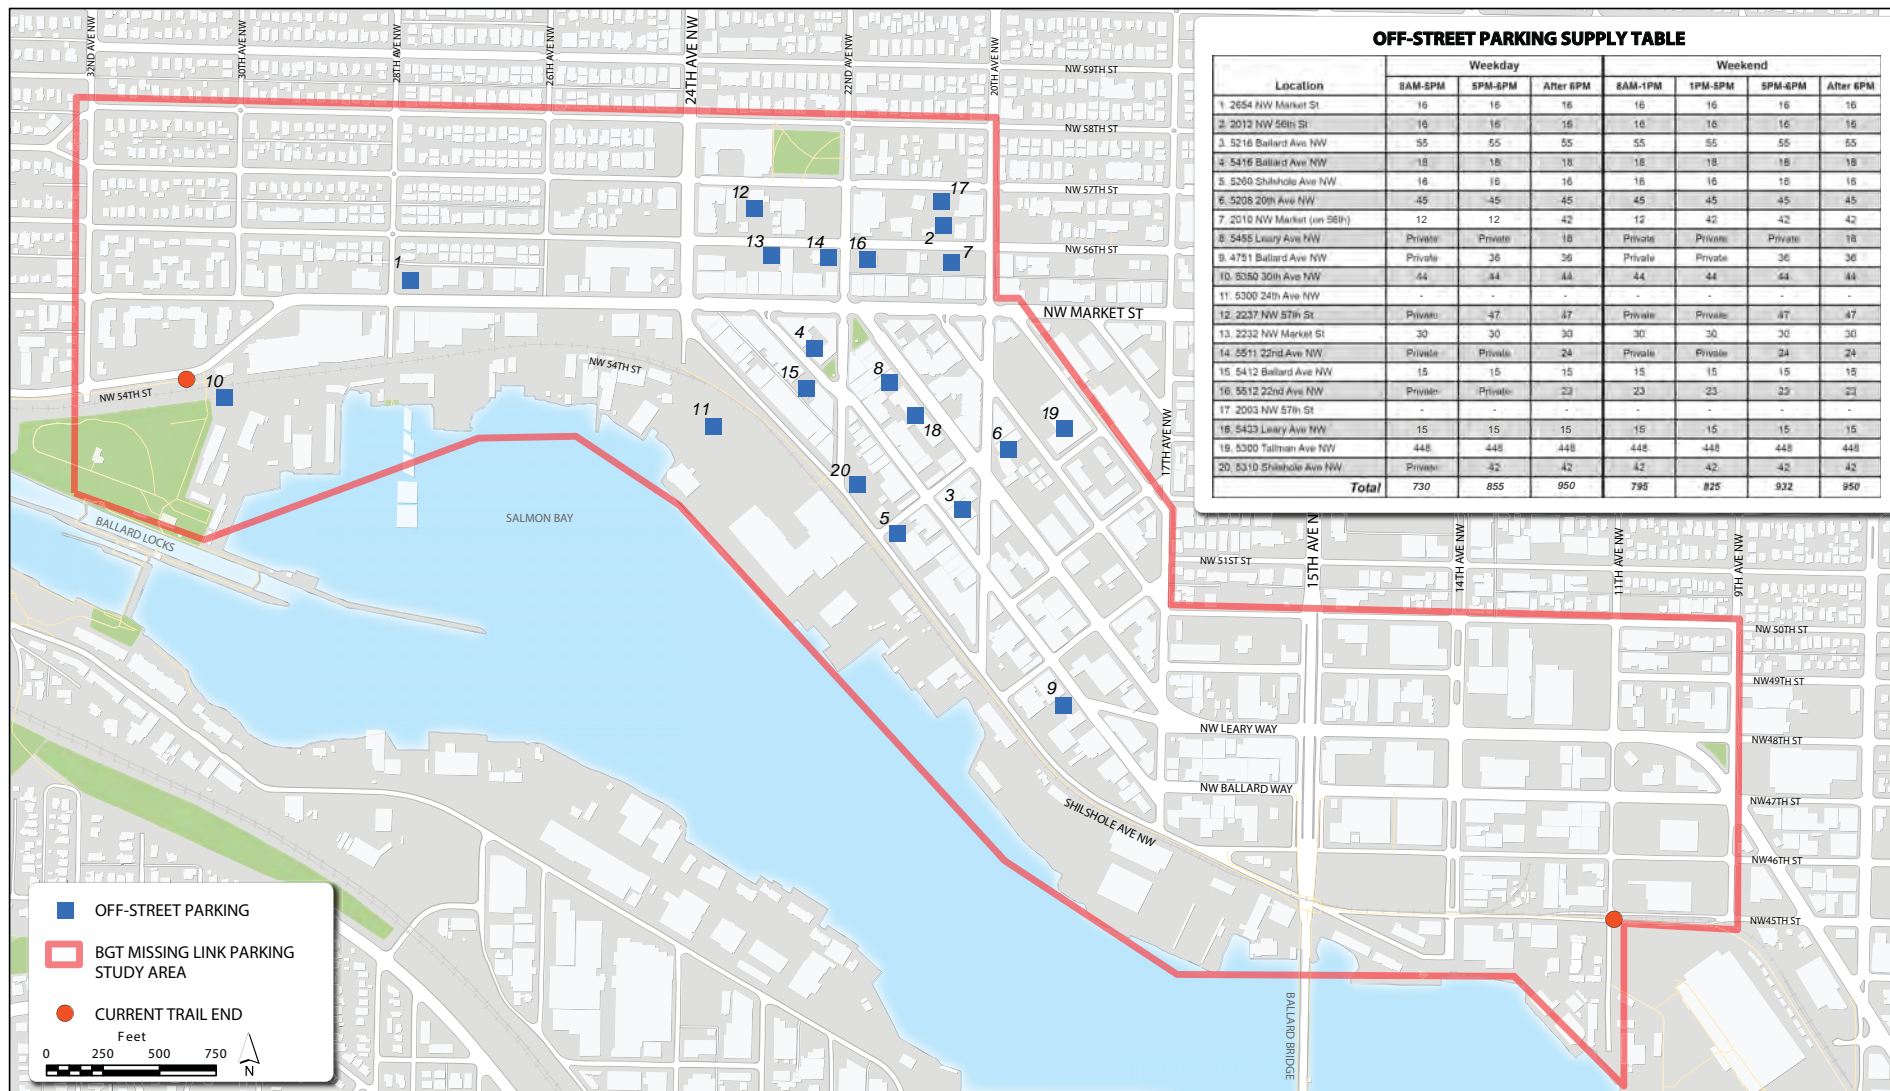 OFF-STREET PARKING SUPPLY TABLE
Weekday Weekend
Location 8AM-5PM 5PM-6PM After 6PM 8AM-1PM 1PM-5PM 5PM-6PM After 6PM
1. 2654 NW Market St 16 16 16 16 16 16 16
2. 2012 NW 56th St 16 16 16 16 16 16 16
3. 5216 Ballard Ave NW 55 55 55 55 55 55 55
4. 5416 Ballard Ave NW 18 18 18 18 18 18 18
5. 5260 Shilshole Ave NW 16 16 16 16 16 16 16
6. 5208 20th Ave NW 45 45 45 45 45 45 45
7. 2010 NW Market (on 56th) 12 12 42 12 42 42 42
8. 5455 Leary Ave NW Private Private 18 Private Private Private 18
9. 4751 Ballard Ave NW Private 36 36 Private Private 36 36
10. 5350 30th Ave NW 44 44 44 44 44 44 44
11. 5300 24th Ave NW - - - - - - -
12. 2237 NW 57th St Private 47 47 Private Private 47 47
13. 2232 NW Market St 30 30 30 30 30 30 30
14. 5511 22nd Ave NW Private Private 24 Private Private 24 24
15. 5412 Ballard Ave NW 15 15 15 15 15 15 15
16. 5512 22nd Ave NW Private Private 23 23 23 23 23
17. 2003 NW 57th St - - - - - - -
18. 5433 Leary Ave NW 15 15 15 15 15 15 15
19. 5300 Tallman Ave NW 448 448 448 448 448 448 448
20. 5310 Shilshole Ave NW Private 42 42 42 42 42 42
Total 730 855 950 795 825 932 950
32ND AVE NW
30TH AVE NW
28TH AVE NW
26TH AVE NW
24TH AVE NW
22ND AVE NW
20TH AVE NW
NW 59TH ST
NW 58TH ST
NW 57TH ST
NW 56TH ST
NW MARKET ST
12
17
13
14
16
2
7
1
4
15
8
18
19
6
10
11
20
3
5
9
NW 54TH ST
NW 54TH ST
17TH AVE NW
15TH AVE N
14TH AVE NW
11TH AVE NW
9TH AVE NW
NW 51ST ST
NW 50TH ST
NW49TH ST
NW48TH ST
NW47TH ST
NW46TH ST
NW45TH ST
NW LEARY WAY
NW BALLARD WAY
SHILSHOLE AVE NW
BALLARD LOCKS
SALMON BAY
BALLARD BRIDGE
OFF-STREET PARKING
BGT MISSING LINK PARKING
STUDY AREA
CURRENT TRAIL END
Feet
0 250 500 750
N